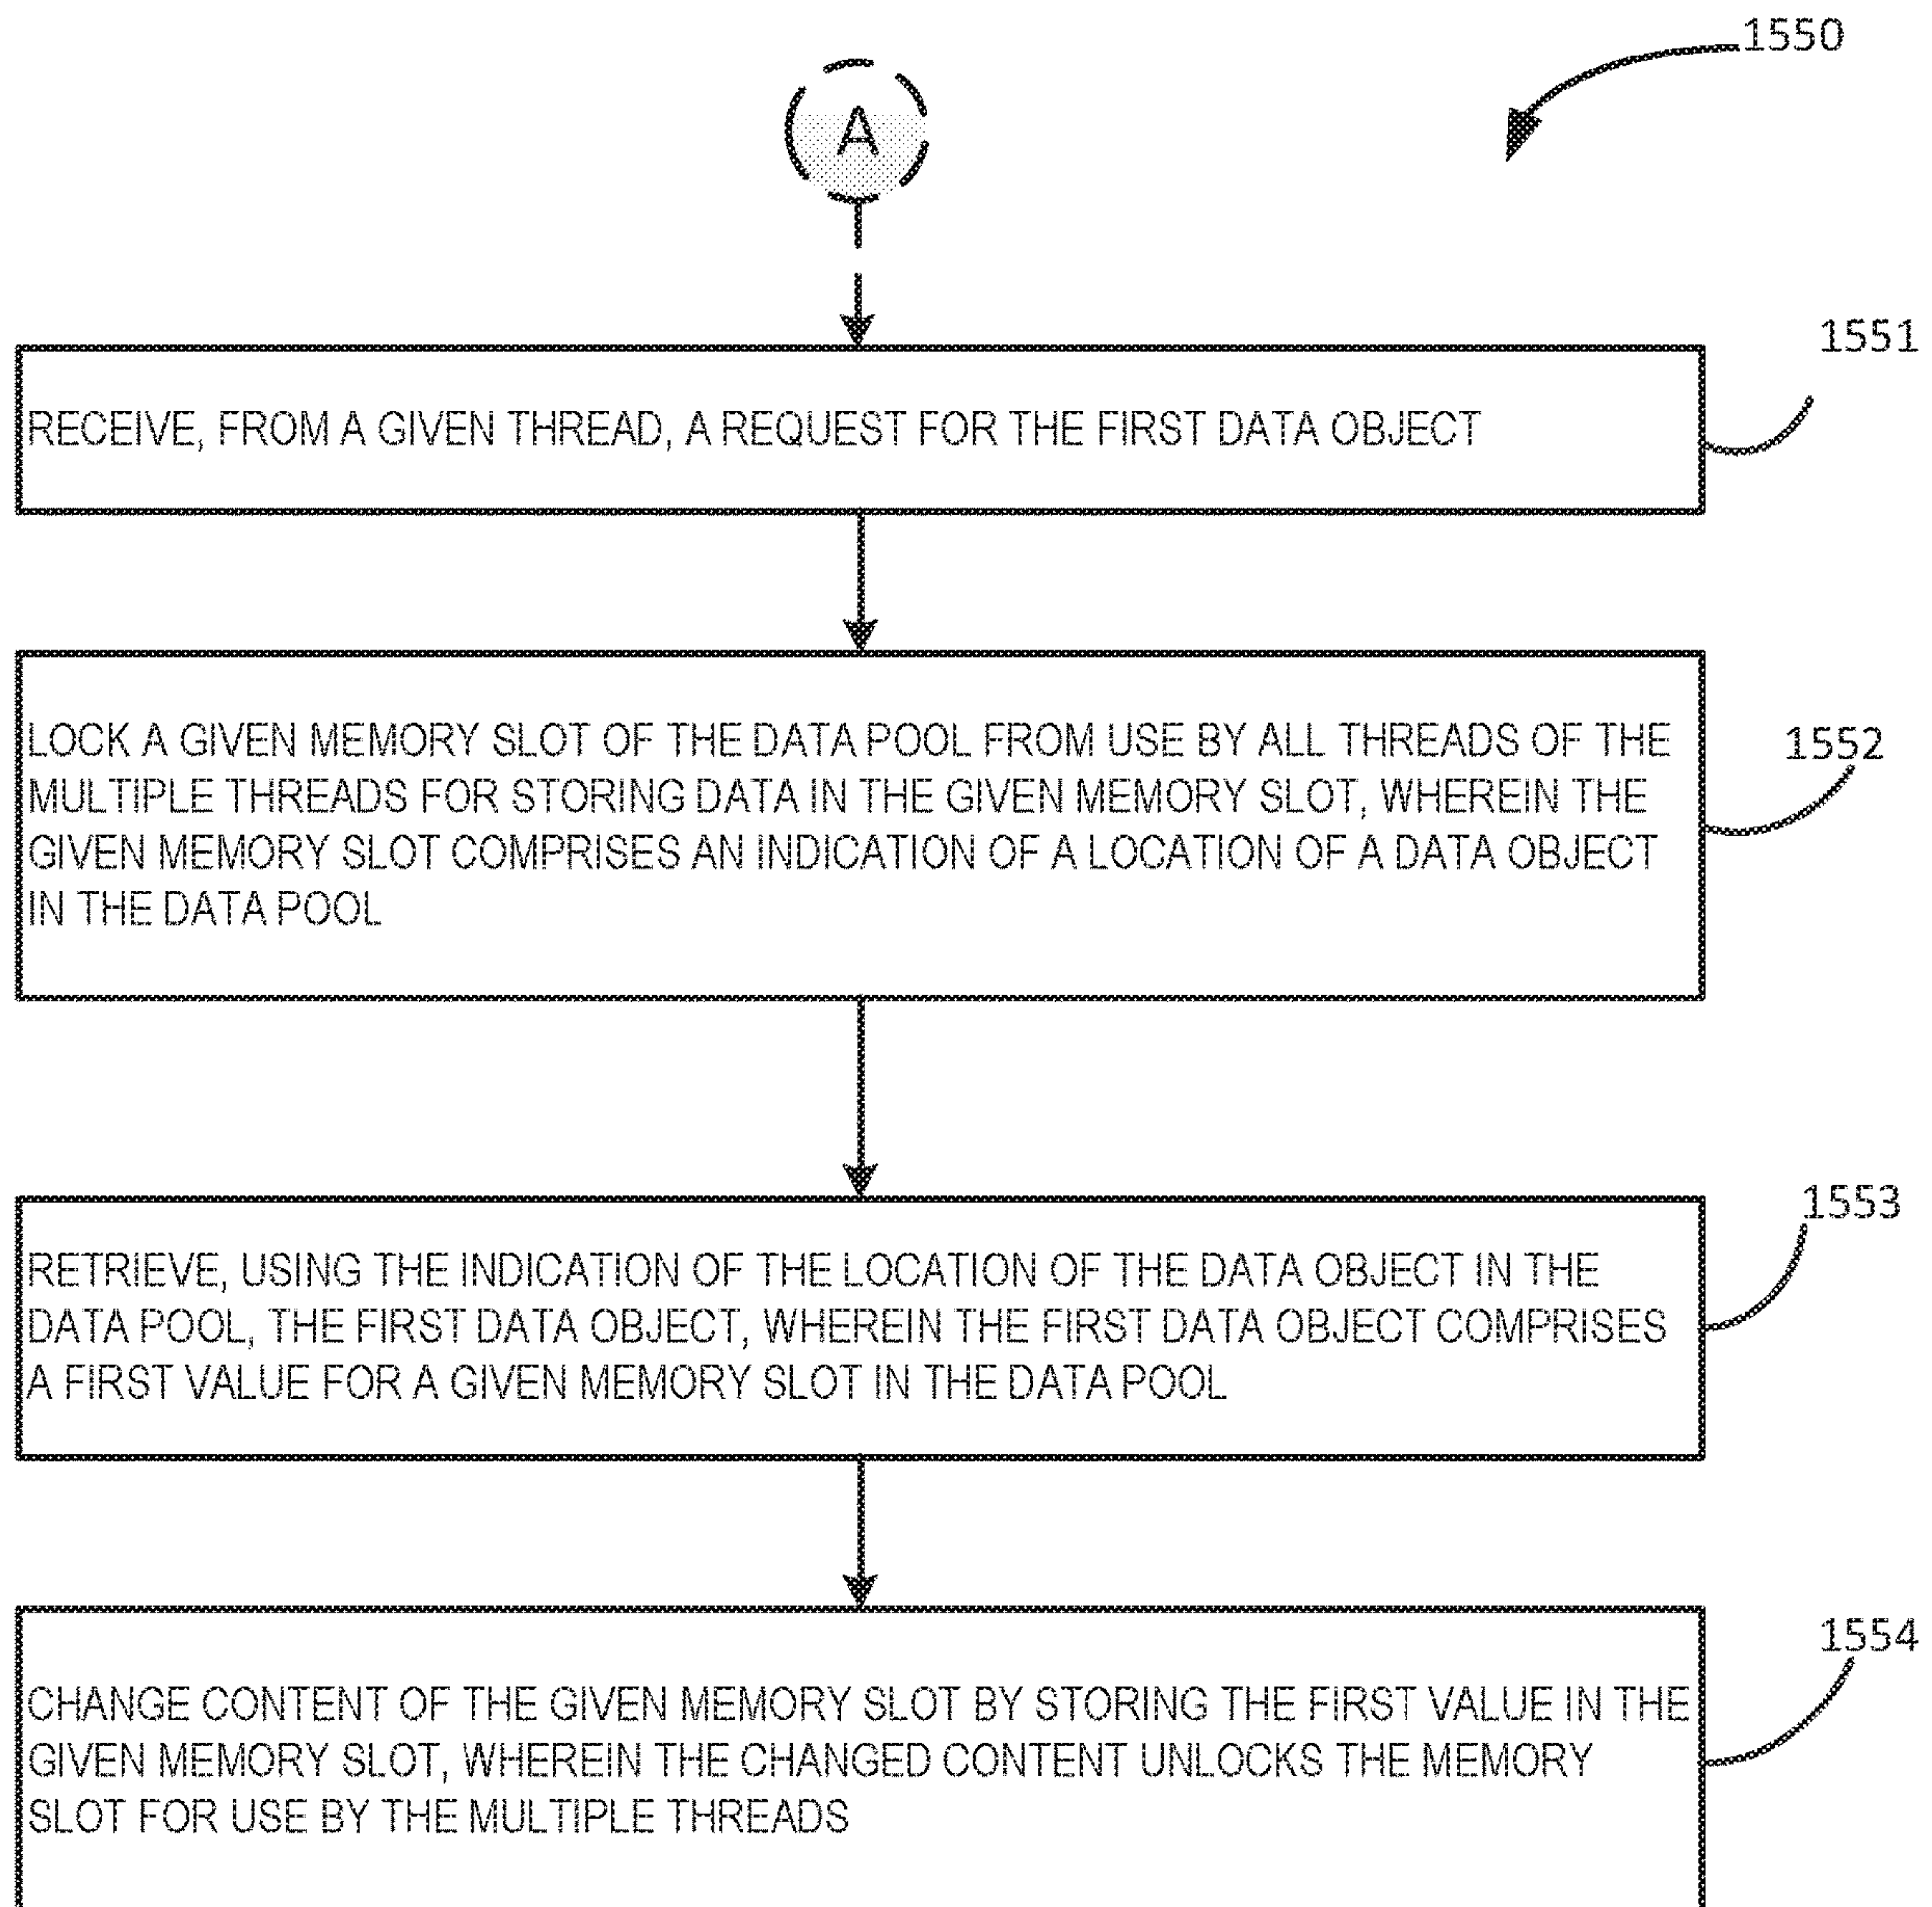 1550
A
1551
RECEIVE, FROM A GIVEN THREAD, A REQUEST FOR THE FIRST DATA OBJECT
1552
LOCK A GIVEN MEMORY SLOT OF THE DATA POOL FROM USE BY ALL THREADS OF THE
MULTIPLE THREADS FOR STORING DATA IN THE GIVEN MEMORY SLOT, WHEREIN THE
GIVEN MEMORY SLOT COMPRISES AN INDICATION OF A LOCATION OF A DATA OBJECT
IN THE DATA POOL
1553
RETRIEVE, USING THE INDICATION OF THE LOCATION OF THE DATA OBJECT IN THE
DATA POOL, THE FIRST DATA OBJECT, WHEREIN THE FIRST DATA OBJECT COMPRISES
A FIRST VALUE FOR A GIVEN MEMORY SLOT IN THE DATA POOL
1554
CHANGE CONTENT OF THE GIVEN MEMORY SLOT BY STORING THE FIRST VALUE IN THE
GIVEN MEMORY SLOT, WHEREIN THE CHANGED CONTENT UNLOCKS THE MEMORY
SLOT FOR USE BY THE MULTIPLE THREADS